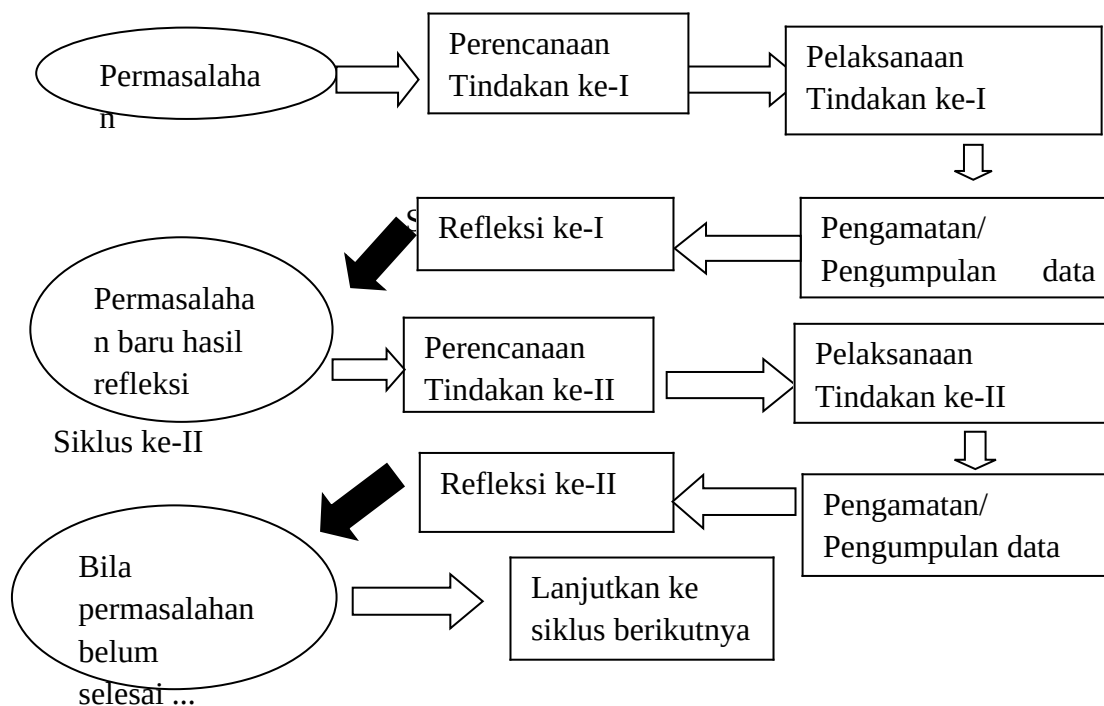 Permasalaha
n
Perencanaan
Tindakan ke-I
Pelaksanaan
Tindakan ke-I
Refleksi ke-I
Pengamatan/
Pengumpulan data
Permasalaha
n baru hasil
refleksi
Perencanaan
Tindakan ke-II
Pelaksanaan
Tindakan ke-II
Siklus ke-II
Refleksi ke-II
Pengamatan/
Pengumpulan data
Bila
permasalahan
belum
selesai ...
Lanjutkan ke
siklus berikutnya